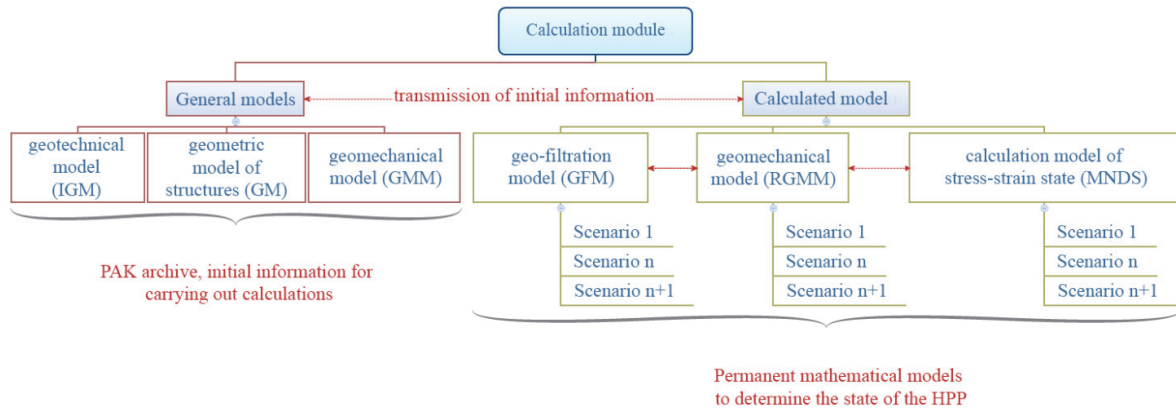 Calculation module
General models
transmission of initial information
Calculated model
geotechnical
model
(IGM)
geometric
model of
structures (GM)
geomechanical
model (GMM)
geo-filtration
model (GFM)
geomechanical
model (RGMM)
calculation model of
stress-strain state (MNDS)
Scenario 1
Scenario n
Scenario n+1
Scenario 1
Scenario n
Scenario n+1
Scenario 1
Scenario n
Scenario n+1
PAK archive, initial information for
carrying out calculations
Permanent mathematical models
to determine the state of the HPP